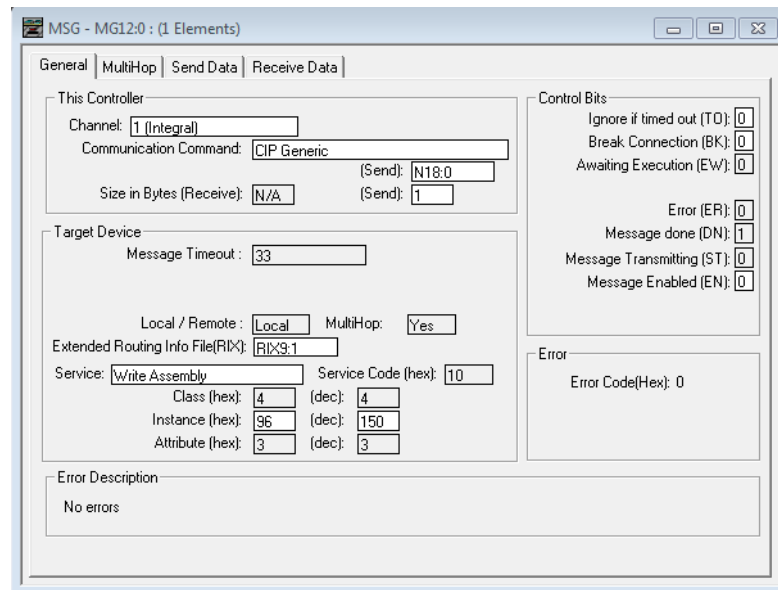 MSG - MG12:0 : (1 Elements)
General MultiHop Send Data Receive Data
This Controller
Channel: 1 (Integral)
Communication Command: CIP Generic
(Send): N18:0
Size in Bytes (Receive): N/A (Send): 1
Target Device
Message Timeout : 33
Local / Remote : Local MultiHop: Yes
Extended Routing Info File(RIX): RIX9:1
Service: Write Assembly Service Code (hex): 10
Class (hex): 4 (dec): 4
Instance (hex): 96 (dec): 150
Attribute (hex): 3 (dec): 3
Control Bits
Ignore if timed out (TO): 0
Break Connection (BK): 0
Awaiting Execution (EW): 0
Error (ER): 0
Message done (DN): 1
Message Transmitting (ST): 0
Message Enabled (EN): 0
Error
Error Code(Hex): 0
Error Description
No errors